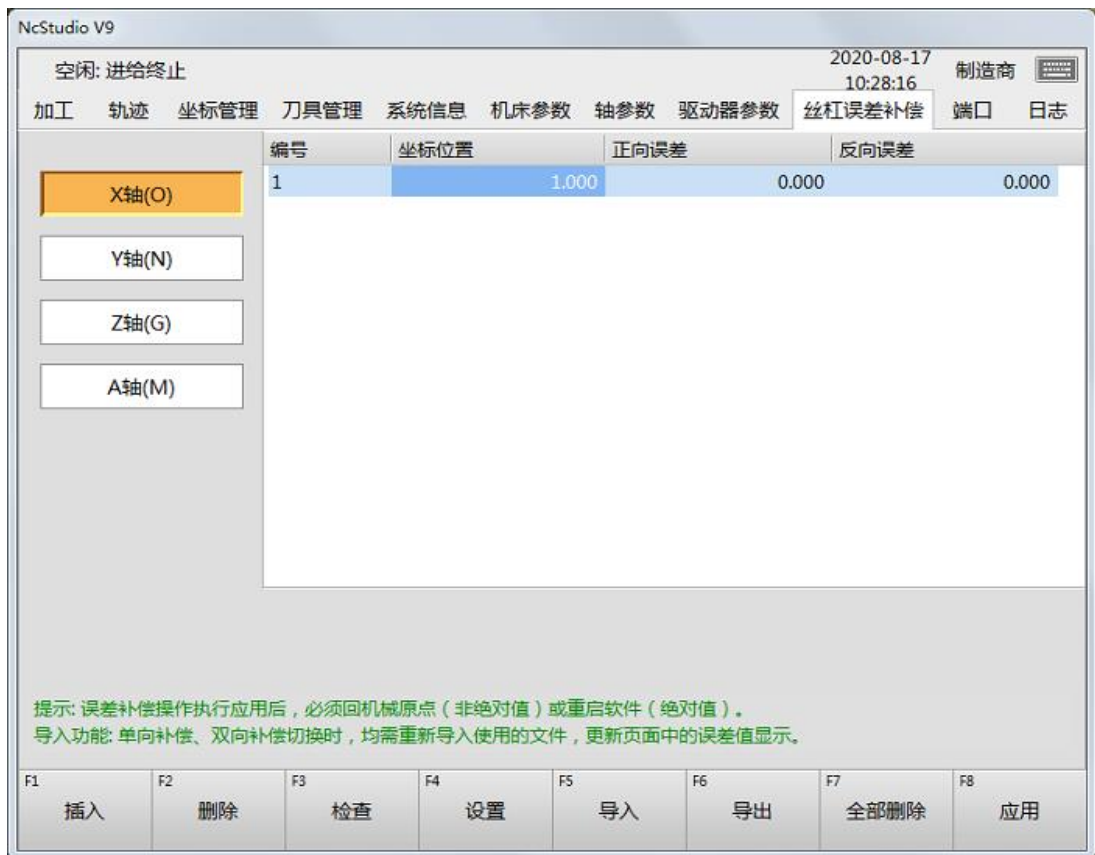 NcStudio V9
空闲: 进给终止
2020-08-17
10:28:16
制造商
加工 轨迹 坐标管理 刀具管理 系统信息 机床参数 轴参数 驱动器参数 丝杠误差补偿 端口 日志
编号 坐标位置 正向误差 反向误差
1 1.000 0.000 0.000
X轴(O)
Y轴(N)
Z轴(G)
A轴(M)
提示: 误差补偿操作执行应用后，必须回机械原点（非绝对值）或重启软件（绝对值）。
导入功能: 单向补偿、双向补偿切换时，均需重新导入使用的文件，更新页面中的误差值显示。
F1 F2 F3 F4 F5 F6 F7 F8
插入 删除 检查 设置 导入 导出 全部删除 应用